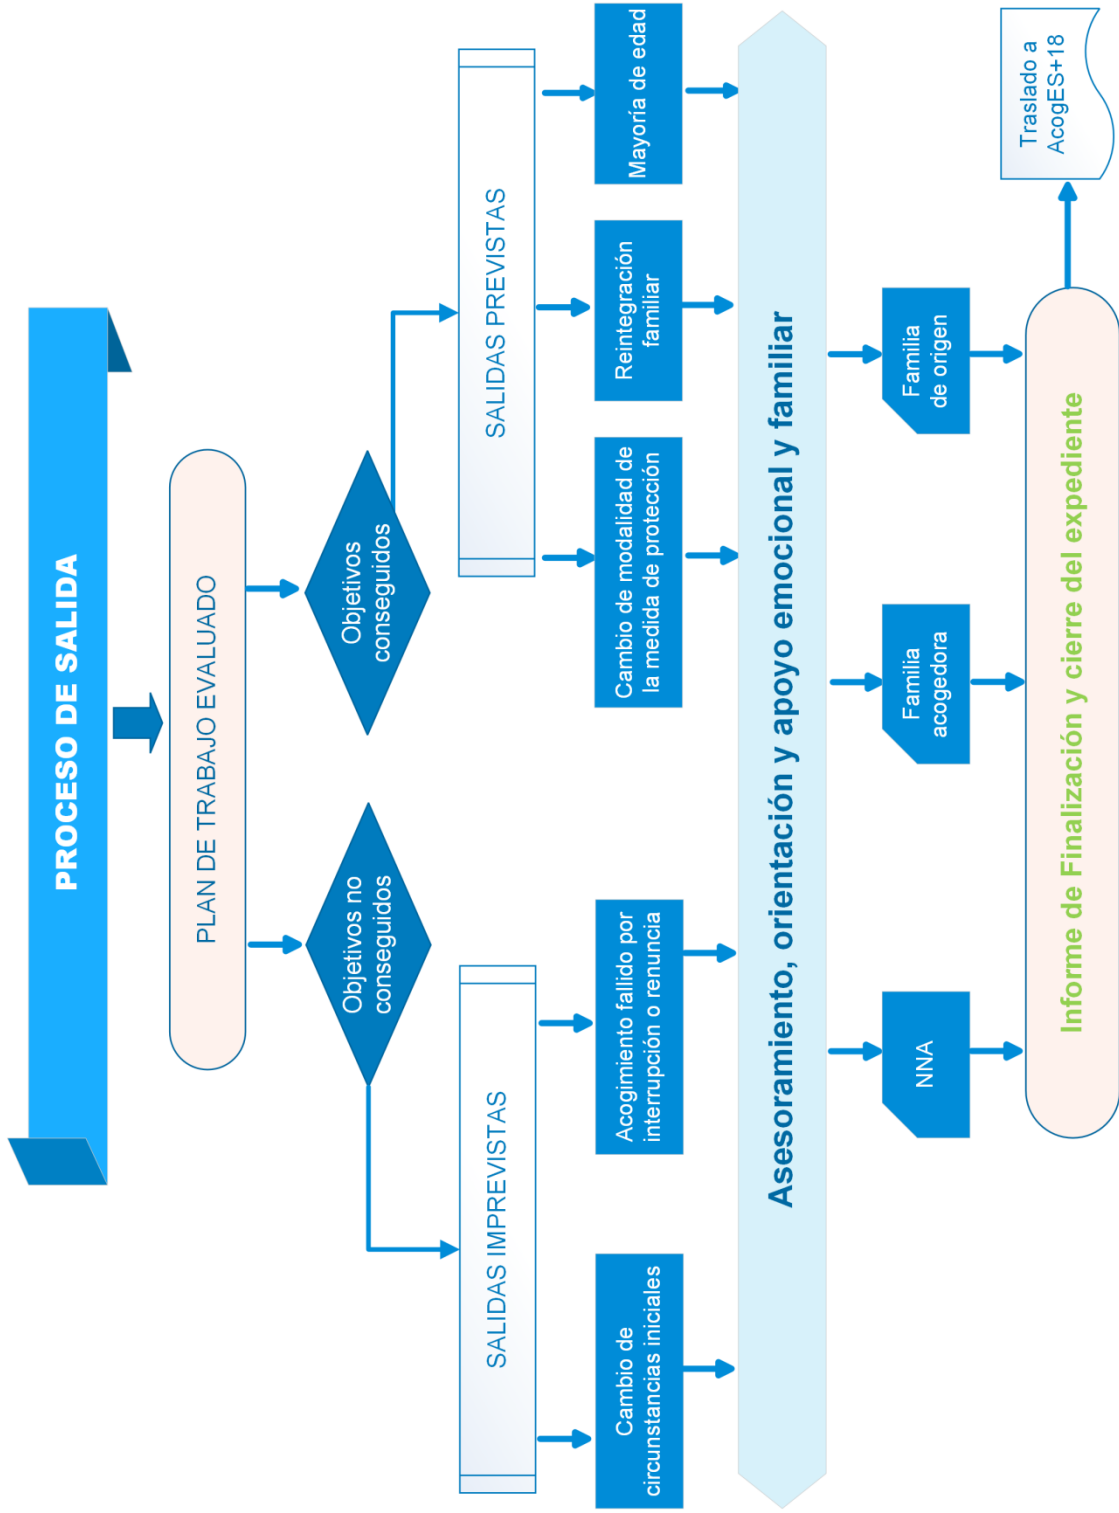 PROCESO DE SALIDA
PLAN DE TRABAJO EVALUADO
Objetivos no
conseguidos
Objetivos
conseguidos
SALIDAS IMPREVISTAS
SALIDAS PREVISTAS
Cambio de
circunstancias iniciales
Acogimiento fallido por
interrupción o renuncia
Cambio de modalidad de
la medida de protección
Reintegración
familiar
Mayoría de edad
Asesoramiento, orientación y apoyo emocional y familiar
NNA
Familia
acogedora
Familia
de origen
Informe de Finalización y cierre del expediente
Traslado a
AcogES+18